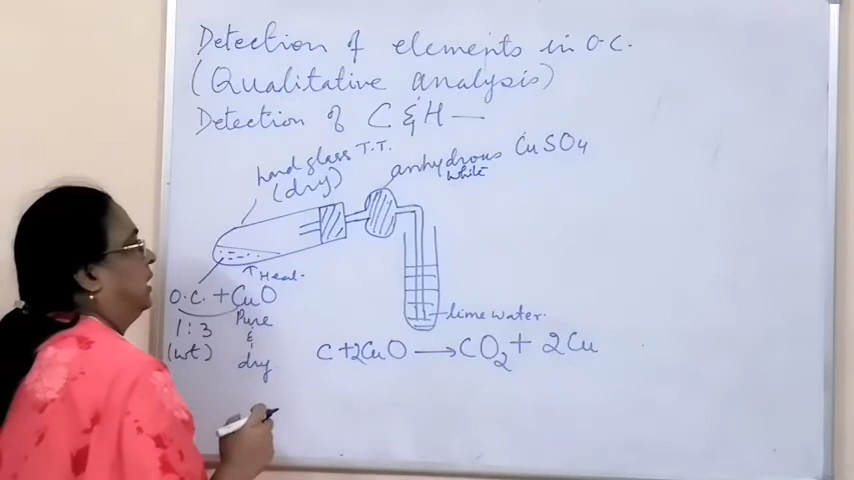 Detection of elements in O.C.
(Qualitative analysis)
Detection of C & H —
hard glass T.T.
(dry)
anhydrous CuSO4
white
↑ Heat.
O.C. + CuO
1:3
(wt)
Pure
&
dry
lime water.
C + 2CuO → CO2 + 2Cu